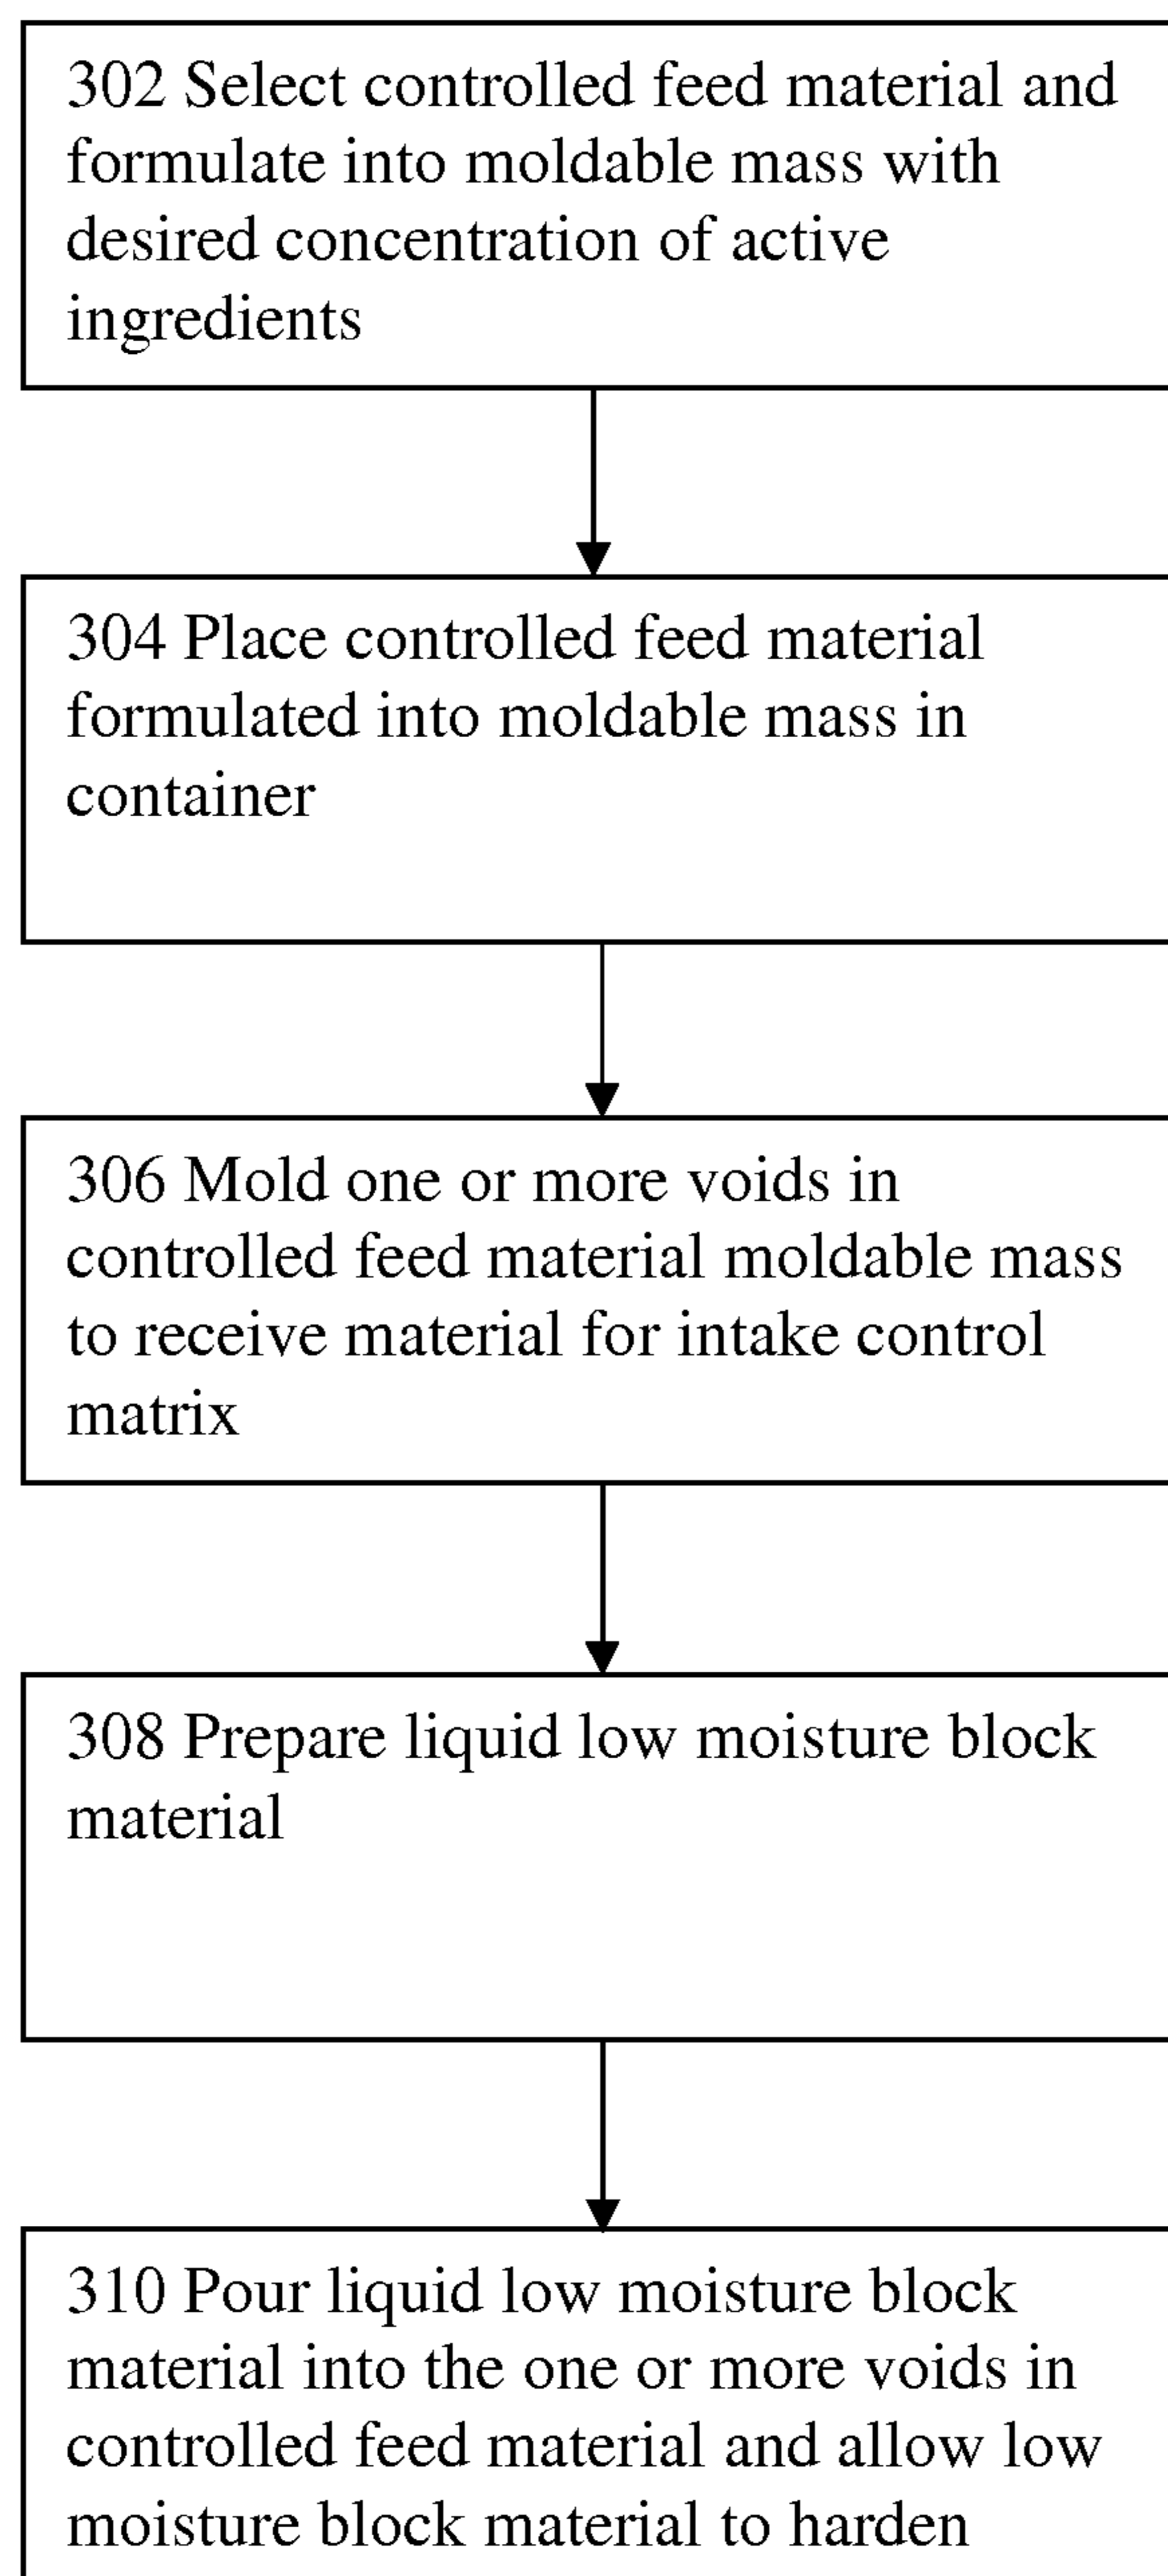 302 Select controlled feed material and
formulate into moldable mass with
desired concentration of active
ingredients
304 Place controlled feed material
formulated into moldable mass in
container
306 Mold one or more voids in
controlled feed material moldable mass
to receive material for intake control
matrix
308 Prepare liquid low moisture block
material
310 Pour liquid low moisture block
material into the one or more voids in
controlled feed material and allow low
moisture block material to harden